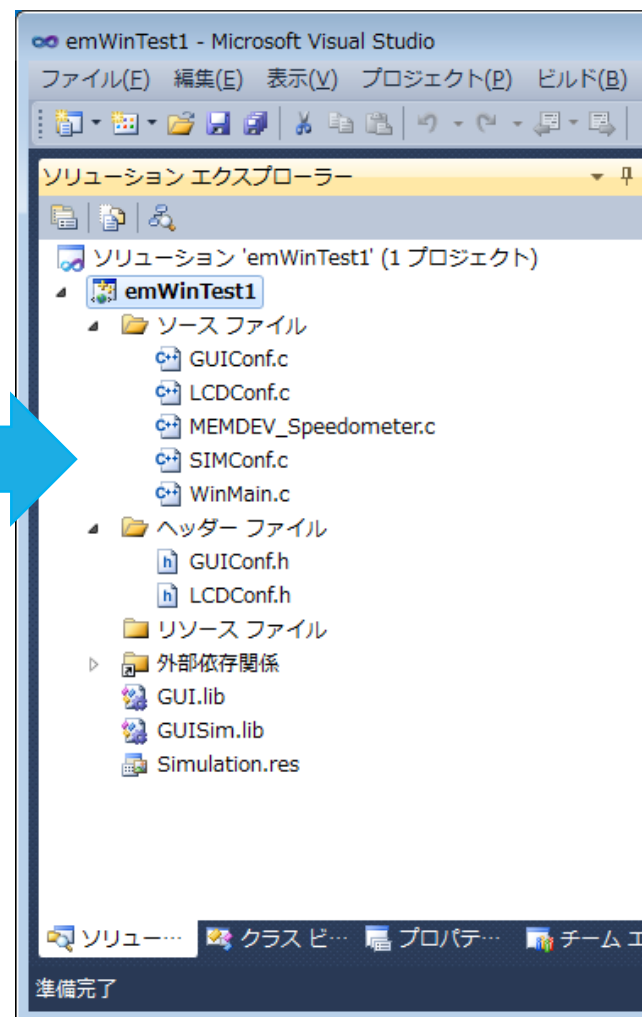 emWinTest1 - Microsoft Visual Studio
ファイル(F) 編集(E) 表示(V) プロジェクト(P) ビルド(B)
ソリューション エクスプローラー
ソリューション 'emWinTest1' (1 プロジェクト)
emWinTest1
ソース ファイル
GUIConf.c
LCDConf.c
MEMDEV_Speedometer.c
SIMConf.c
WinMain.c
ヘッダー ファイル
GUIConf.h
LCDConf.h
リソース ファイル
外部依存関係
GUI.lib
GUISim.lib
Simulation.res
ソリュー… クラス ビ… プロパテ… チーム エ
準備完了